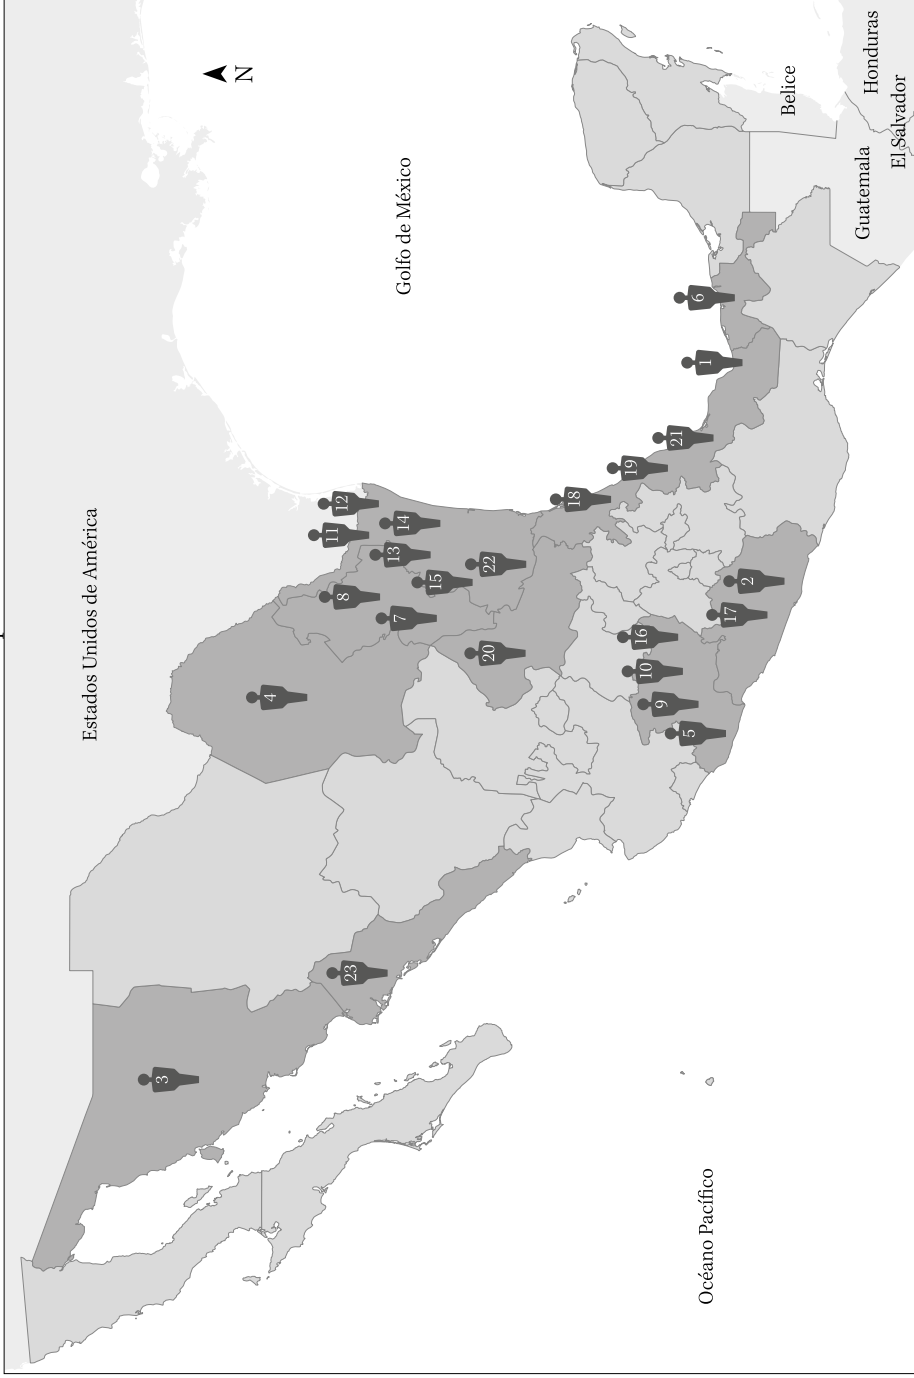 Estados Unidos de América
N
Golfo de México
Océano Pacífico
Belice
Guatemala
Honduras
El Salvador
3
23
4
8
7
11
12
13
14
15
22
20
18
19
21
1
6
5
9
10
16
17
2